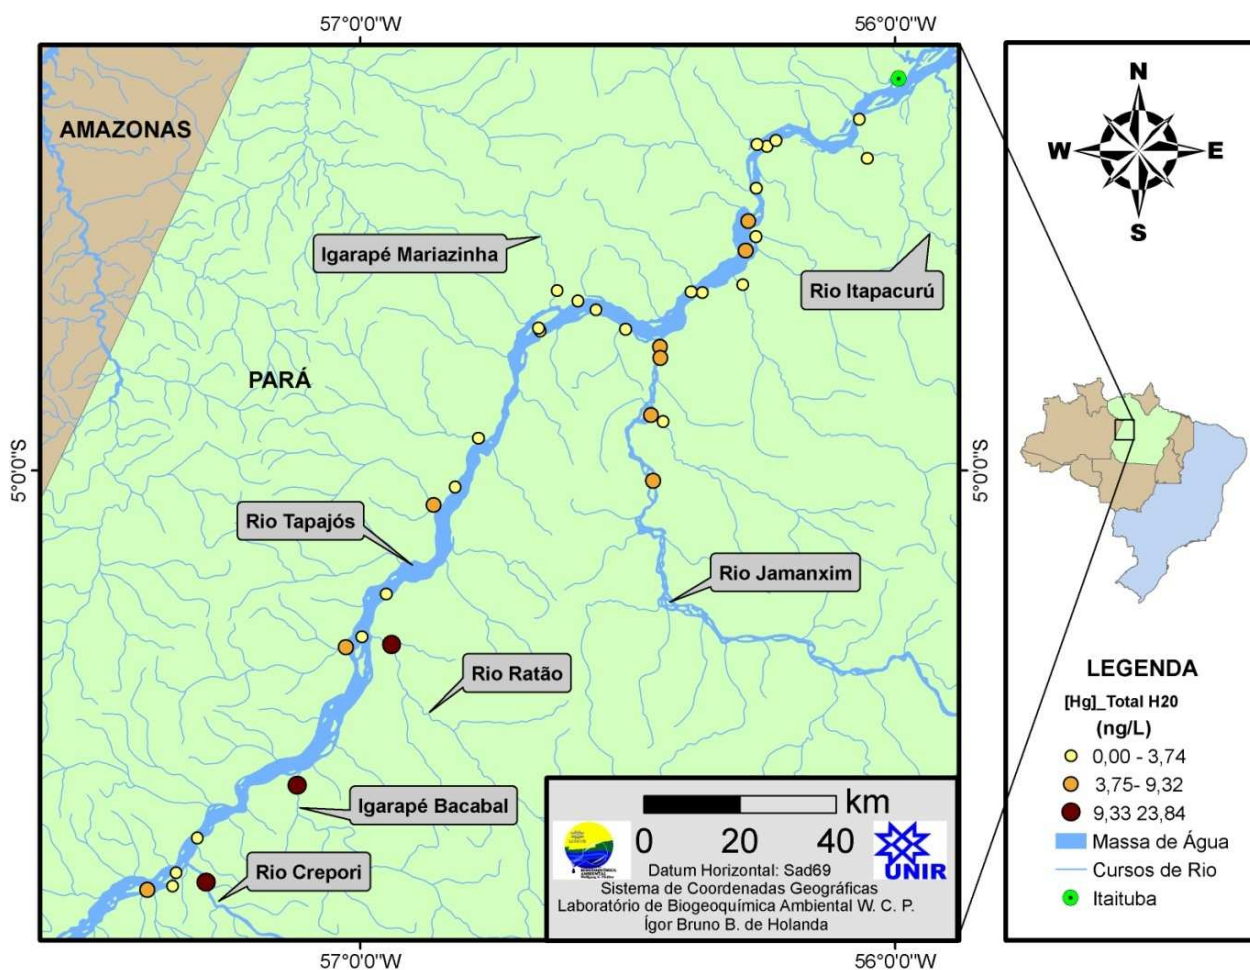 57°0'0"W
56°0'0"W
AMAZONAS
N
W
E
S
Igarapé Mariazinha
Rio Itapacurú
PARÁ
5°0'0"S
5°0'0"S
Rio Tapajós
Rio Jamanxim
Rio Ratão
Igarapé Bacabal
Rio Crepori
LEGENDA
[Hg]_Total H20
(ng/L)
0,00 - 3,74
3,75- 9,32
9,33 23,84
Massa de Água
Cursos de Rio
Itaituba
km
0 20 40
UNIR
Datum Horizontal: Sad69
Sistema de Coordenadas Geográficas
Laboratório de Biogeoquímica Ambiental W. C. P.
Ígor Bruno B. de Holanda
57°0'0"W
56°0'0"W